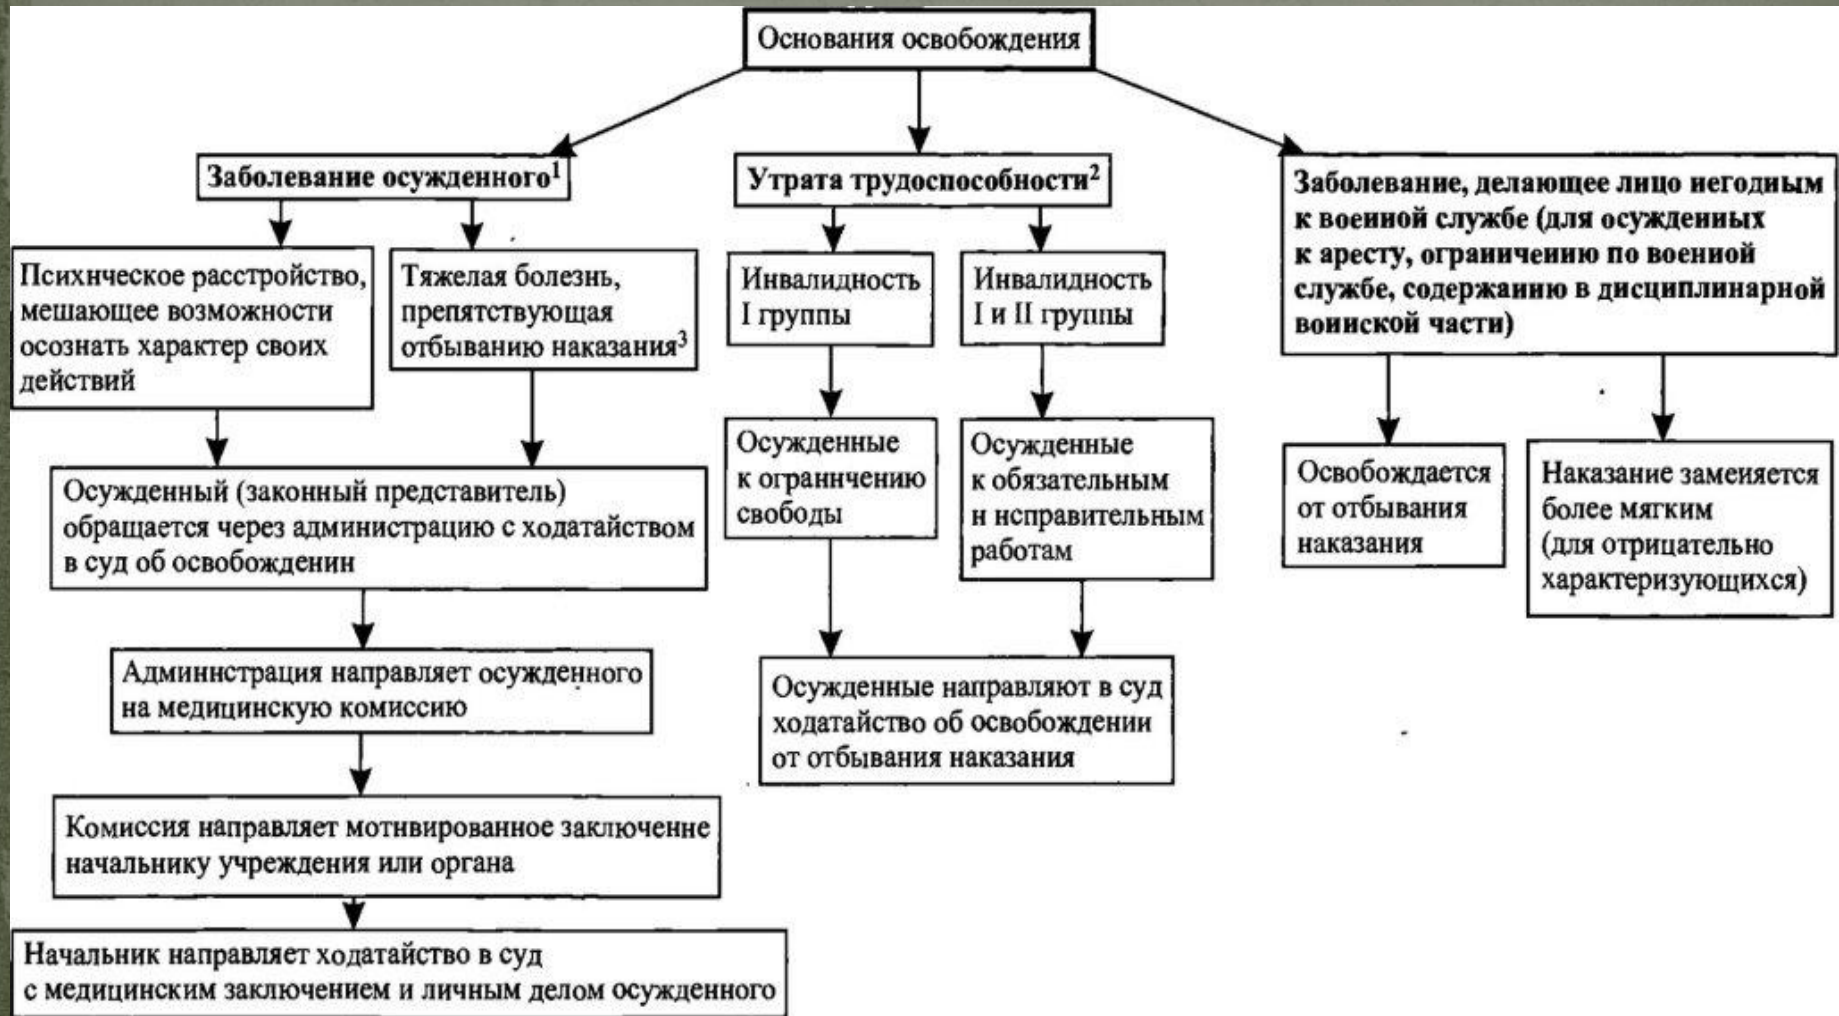 Основания освобождения
Заболевание осужденного¹
Психическое расстройство,
мешающее возможности
осознать характер своих
действий
Тяжелая болезнь,
препятствующая
отбыванию наказания³
Осужденный (законный представитель)
обращается через администрацию с ходатайством
в суд об освобождении
Администрация направляет осужденного
на медицинскую комиссию
Комиссия направляет мотивированное заключение
начальнику учреждения или органа
Начальник направляет ходатайство в суд
с медицинским заключением и личным делом осужденного
Утрата трудоспособности²
Инвалидность
I группы
Инвалидность
I и II группы
Осужденные
к ограничению
свободы
Осужденные
к обязательным
и исправительным
работам
Осужденные направляют в суд
ходатайство об освобождении
от отбывания наказания
Заболевание, делающее лицо негодным
к военной службе (для осужденных
к аресту, ограничению по военной
службе, содержанию в дисциплинарной
воинской части)
Освобождается
от отбывания
наказания
Наказание заменяется
более мягким
(для отрицательно
характеризующихся)